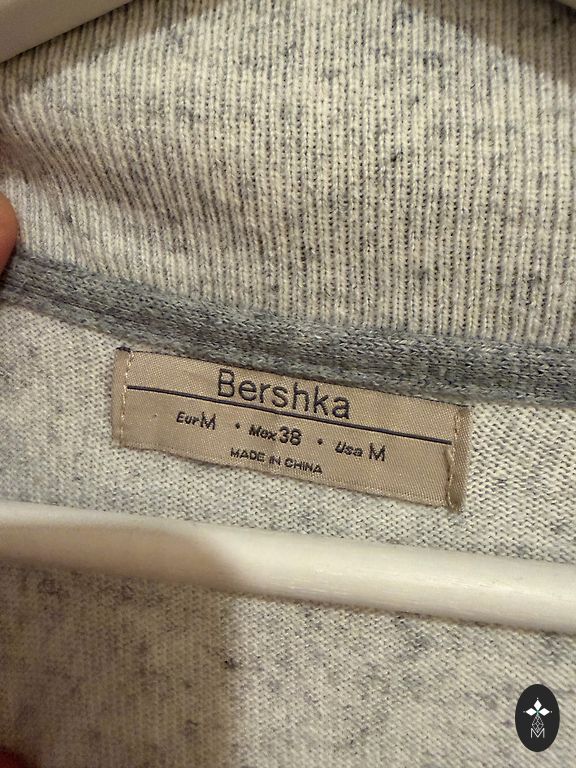 Bershka
Eur M • Mex 38 • Usa M
MADE IN CHINA
M